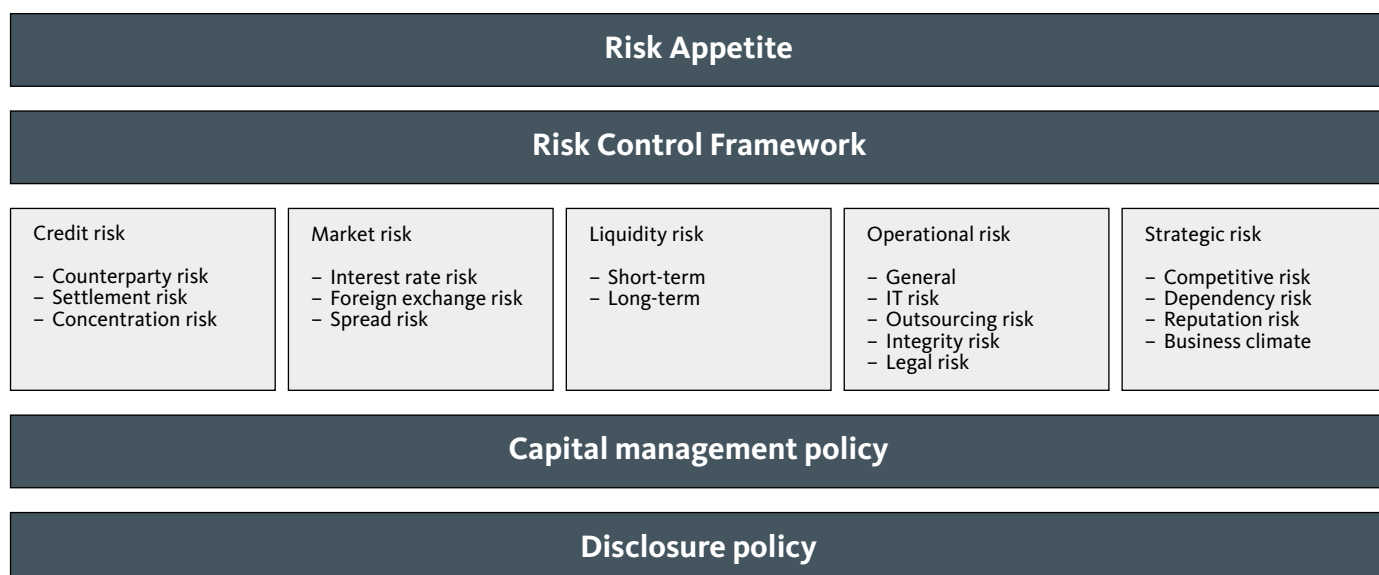 Risk Appetite
Risk Control Framework
Credit risk
– Counterparty risk
– Settlement risk
– Concentration risk
Market risk
– Interest rate risk
– Foreign exchange risk
– Spread risk
Liquidity risk
– Short-term
– Long-term
Operational risk
– General
– IT risk
– Outsourcing risk
– Integrity risk
– Legal risk
Strategic risk
– Competitive risk
– Dependency risk
– Reputation risk
– Business climate
Capital management policy
Disclosure policy